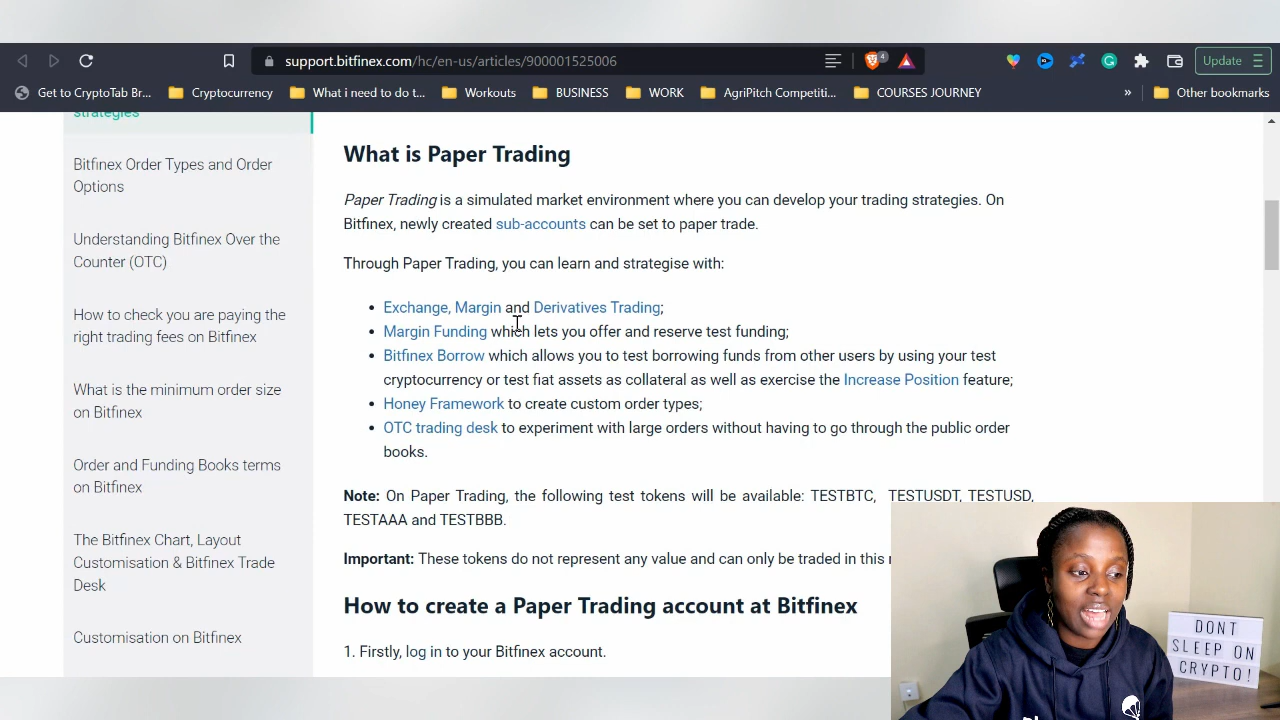 support.bitfinex.com/hc/en-us/articles/900001525006
4
Update
Get to CryptoTab Br...
Cryptocurrency
What i need to do t...
Workouts
BUSINESS
WORK
AgriPitch Competiti...
COURSES JOURNEY
»
Other bookmarks
strategies
Bitfinex Order Types and Order
Options
Understanding Bitfinex Over the
Counter (OTC)
How to check you are paying the
right trading fees on Bitfinex
What is the minimum order size
on Bitfinex
Order and Funding Books terms
on Bitfinex
The Bitfinex Chart, Layout
Customisation & Bitfinex Trade
Desk
Customisation on Bitfinex
What is Paper Trading
Paper Trading is a simulated market environment where you can develop your trading strategies. On
Bitfinex, newly created sub-accounts can be set to paper trade.
Through Paper Trading, you can learn and strategise with:
• Exchange, Margin and Derivatives Trading;
• Margin Funding which lets you offer and reserve test funding;
• Bitfinex Borrow which allows you to test borrowing funds from other users by using your test
cryptocurrency or test fiat assets as collateral as well as exercise the Increase Position feature;
• Honey Framework to create custom order types;
• OTC trading desk to experiment with large orders without having to go through the public order
books.
Note: On Paper Trading, the following test tokens will be available: TESTBTC, TESTUSDT, TESTUSD,
TESTAAA and TESTBBB.
Important: These tokens do not represent any value and can only be traded in this
How to create a Paper Trading account at Bitfinex
1. Firstly, log in to your Bitfinex account.
DONT
SLEEP ON
CRYPTO!